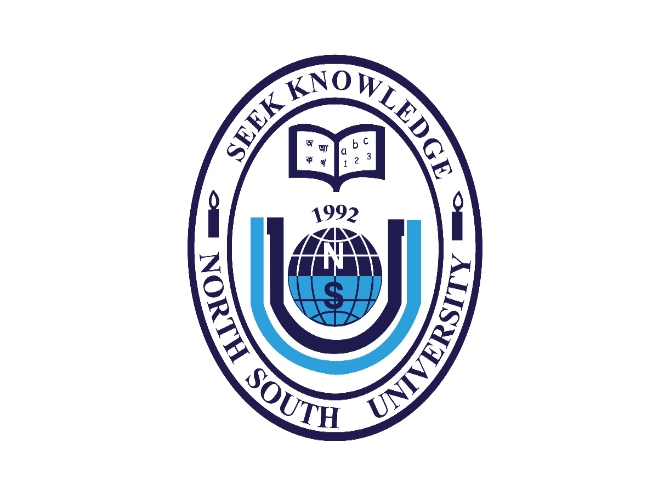 SEEK KNOWLEDGE
অ আ
ক খ
a b c
1 2 3
1992
N
S
NORTH SOUTH UNIVERSITY